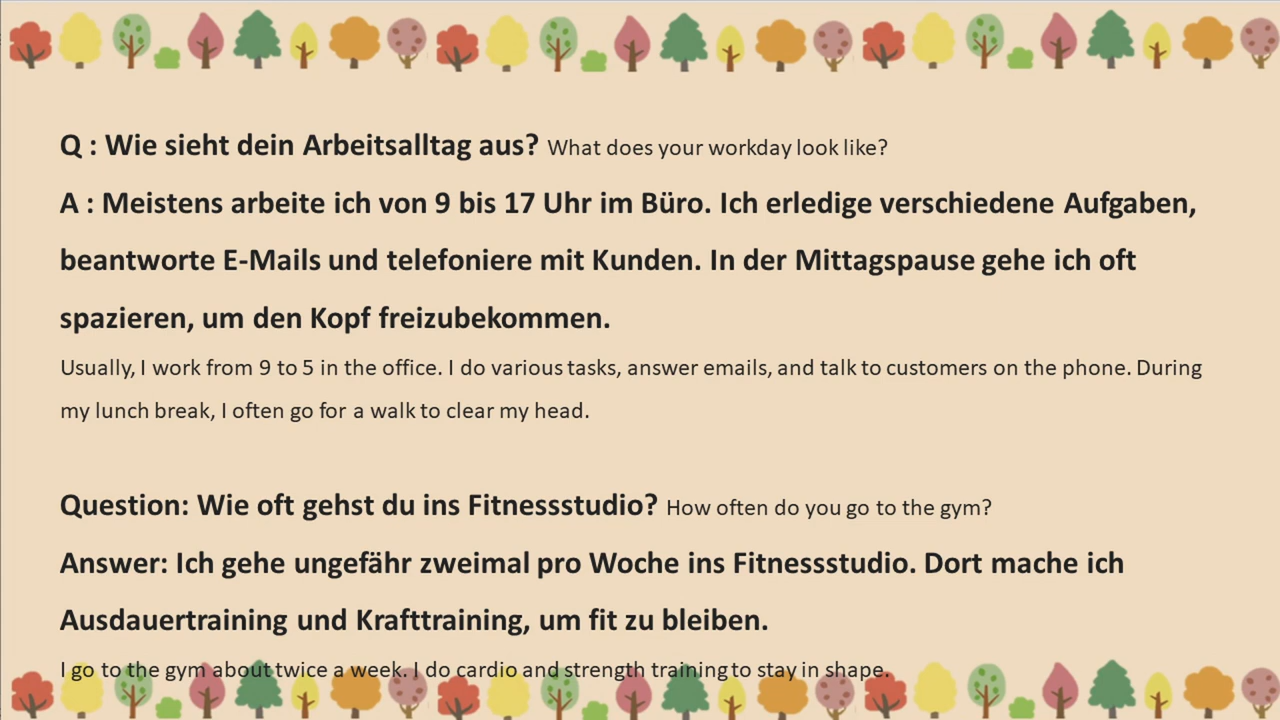 Q : Wie sieht dein Arbeitsalltag aus? What does your workday look like?
A : Meistens arbeite ich von 9 bis 17 Uhr im Büro. Ich erledige verschiedene Aufgaben,
beantworte E-Mails und telefoniere mit Kunden. In der Mittagspause gehe ich oft
spazieren, um den Kopf freizubekommen.
Usually, I work from 9 to 5 in the office. I do various tasks, answer emails, and talk to customers on the phone. During
my lunch break, I often go for a walk to clear my head.
Question: Wie oft gehst du ins Fitnessstudio? How often do you go to the gym?
Answer: Ich gehe ungefähr zweimal pro Woche ins Fitnessstudio. Dort mache ich
Ausdauertraining und Krafttraining, um fit zu bleiben.
I go to the gym about twice a week. I do cardio and strength training to stay in shape.